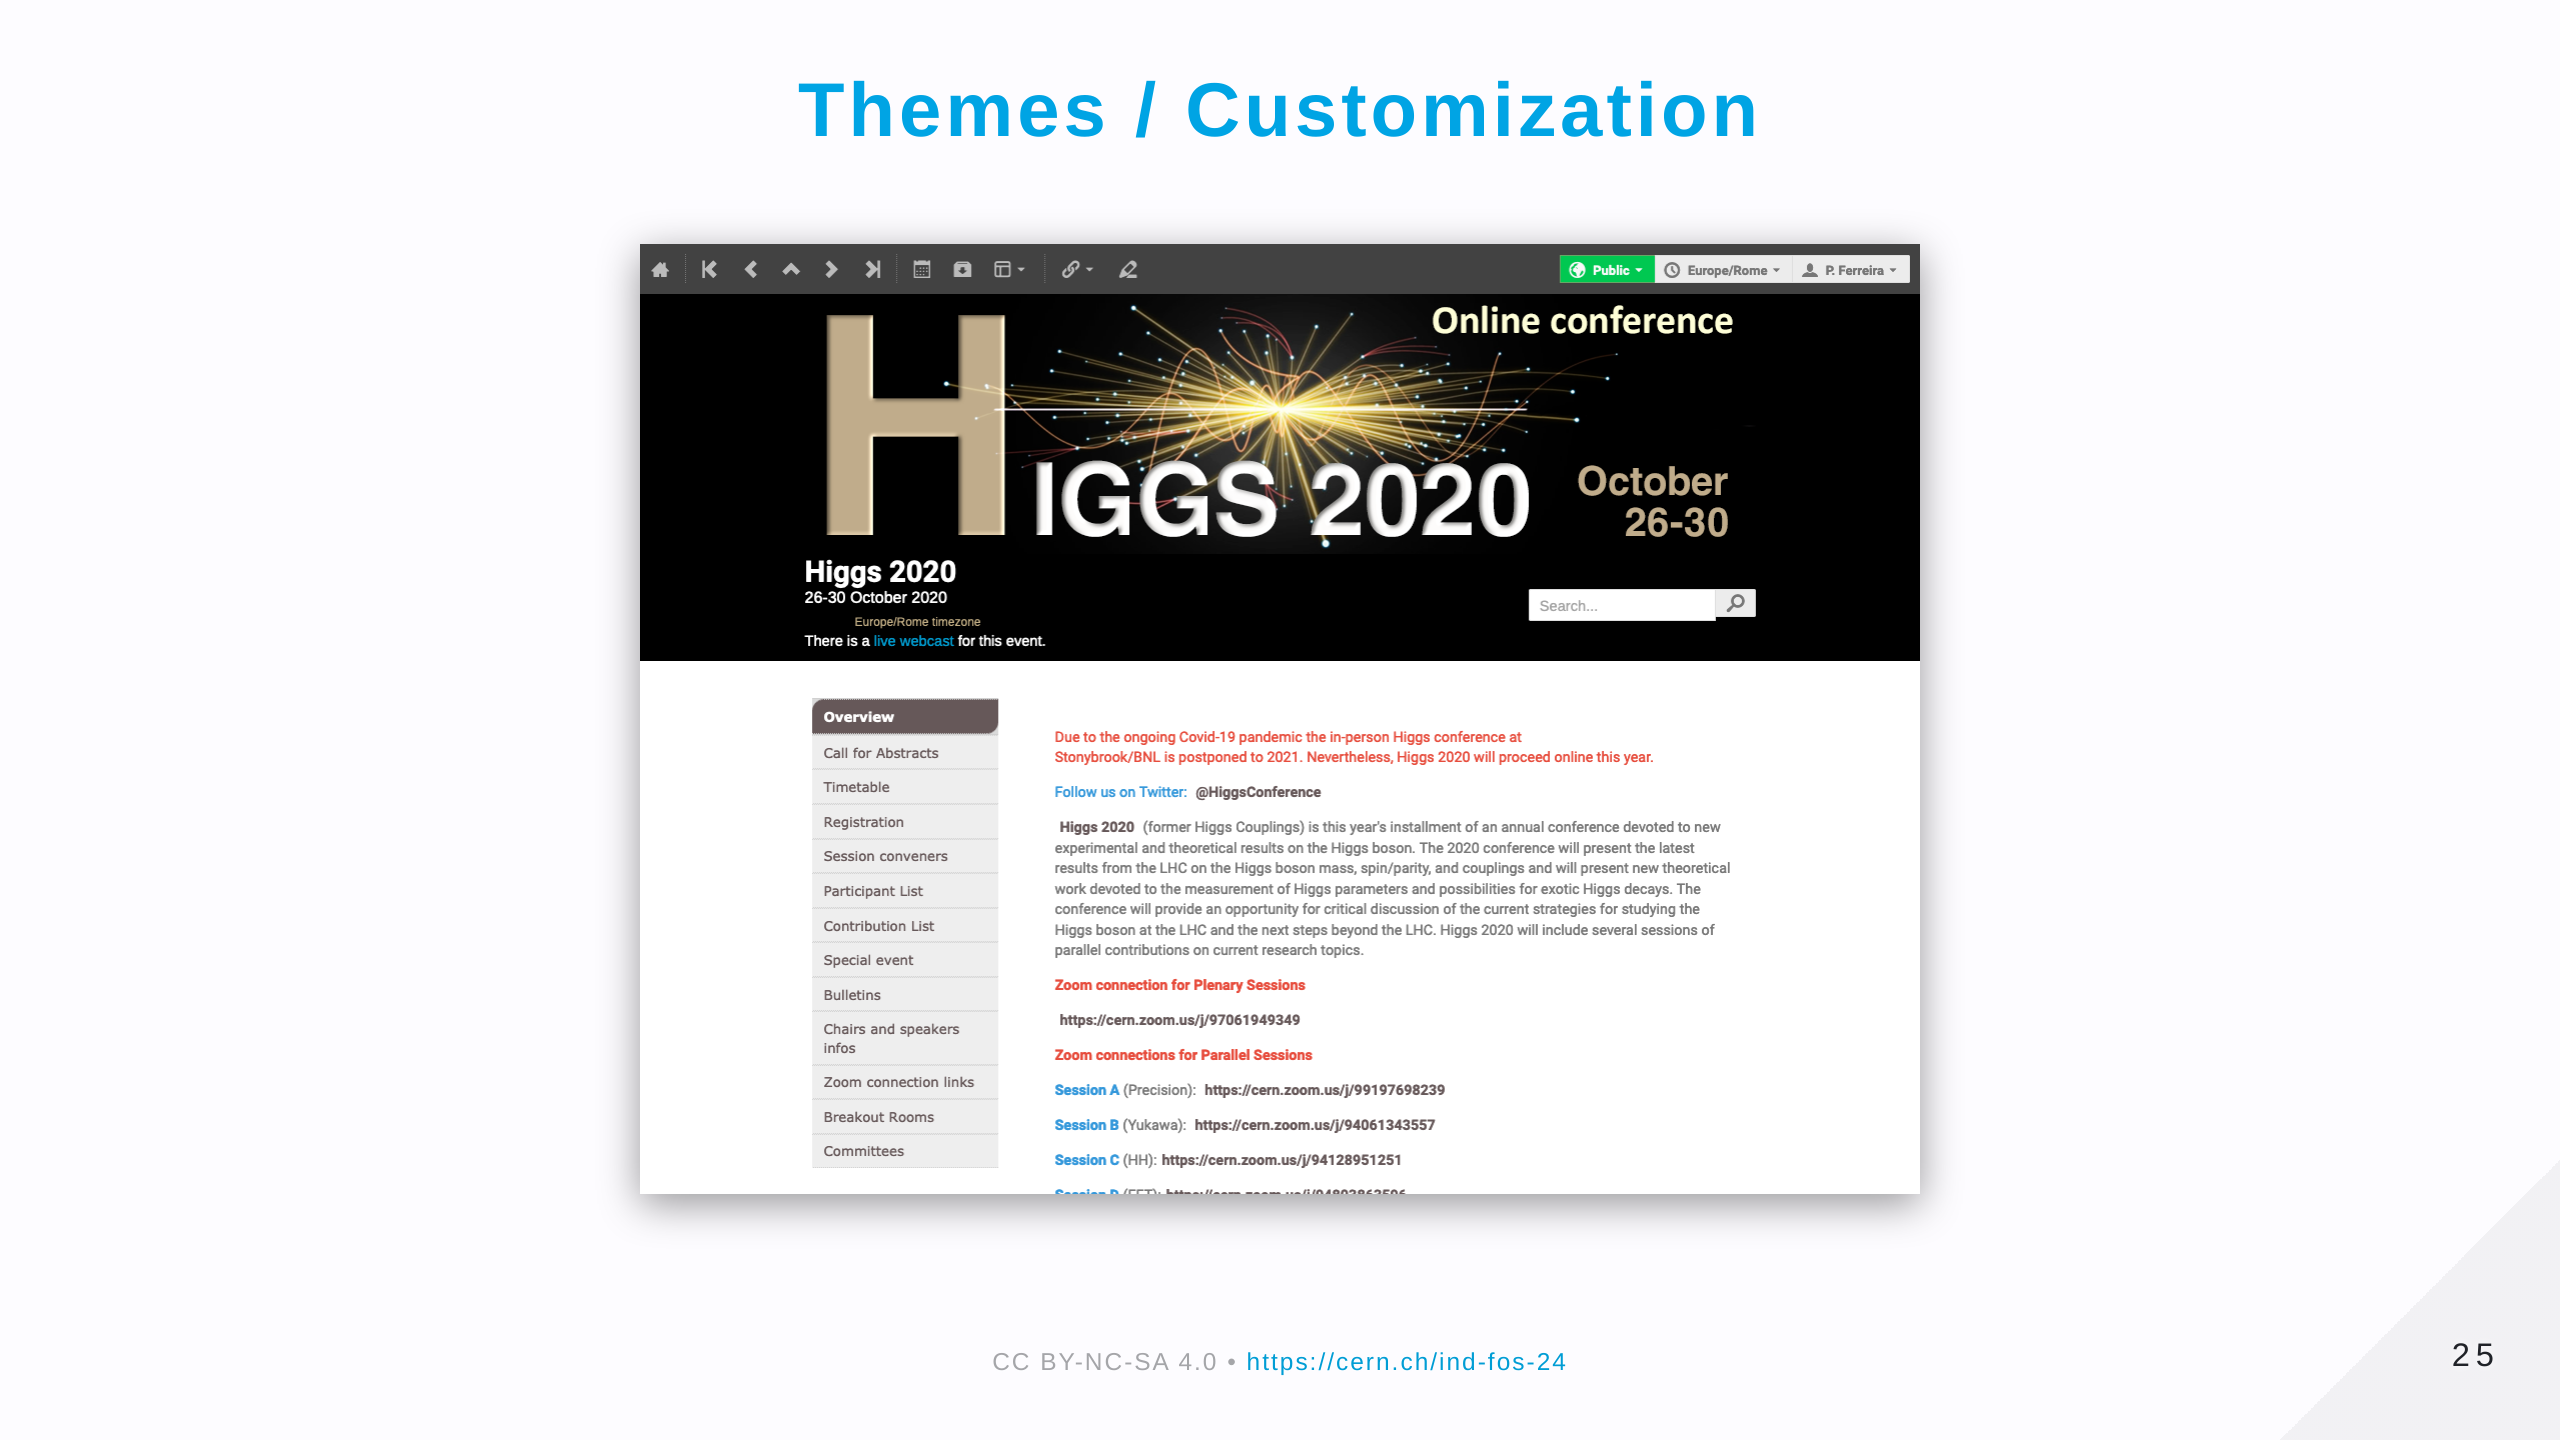 Themes / Customization
Public
Europe/Rome
P. Ferreira
Online conference
HIGGS 2020
October
26-30
Higgs 2020
26-30 October 2020
Europe/Rome timezone
There is a live webcast for this event.
Search...
Overview
Call for Abstracts
Timetable
Registration
Session conveners
Participant List
Contribution List
Special event
Bulletins
Chairs and speakers
infos
Zoom connection links
Breakout Rooms
Committees
Due to the ongoing Covid-19 pandemic the in-person Higgs conference at
Stonybrook/BNL is postponed to 2021. Nevertheless, Higgs 2020 will proceed online this year.
Follow us on Twitter: @HiggsConference
Higgs 2020 (former Higgs Couplings) is this year's installment of an annual conference devoted to new
experimental and theoretical results on the Higgs boson. The 2020 conference will present the latest
results from the LHC on the Higgs boson mass, spin/parity, and couplings and will present new theoretical
work devoted to the measurement of Higgs parameters and possibilities for exotic Higgs decays. The
conference will provide an opportunity for critical discussion of the current strategies for studying the
Higgs boson at the LHC and the next steps beyond the LHC. Higgs 2020 will include several sessions of
parallel contributions on current research topics.
Zoom connection for Plenary Sessions
https://cern.zoom.us/j/97061949349
Zoom connections for Parallel Sessions
Session A (Precision): https://cern.zoom.us/j/99197698239
Session B (Yukawa): https://cern.zoom.us/j/94061343557
Session C (HH): https://cern.zoom.us/j/94128951251
Session D (EFT):
CC BY-NC-SA 4.0 • https://cern.ch/ind-fos-24
25